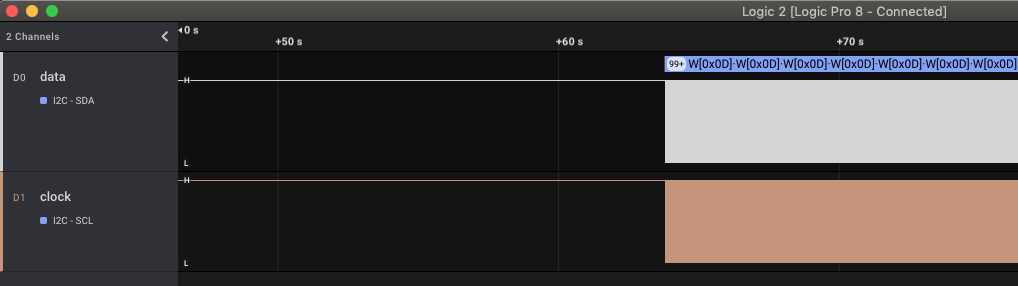 Logic 2 [Logic Pro 8 - Connected]
2 Channels
0 s
+50 s
+60 s
+70 s
99+ W[0x0D]·W[0x0D]·W[0x0D]·W[0x0D]·W[0x0D]·W[0x0D]·W[0x0D]
D0 data
H
I2C - SDA
L
H
D1 clock
I2C - SCL
L